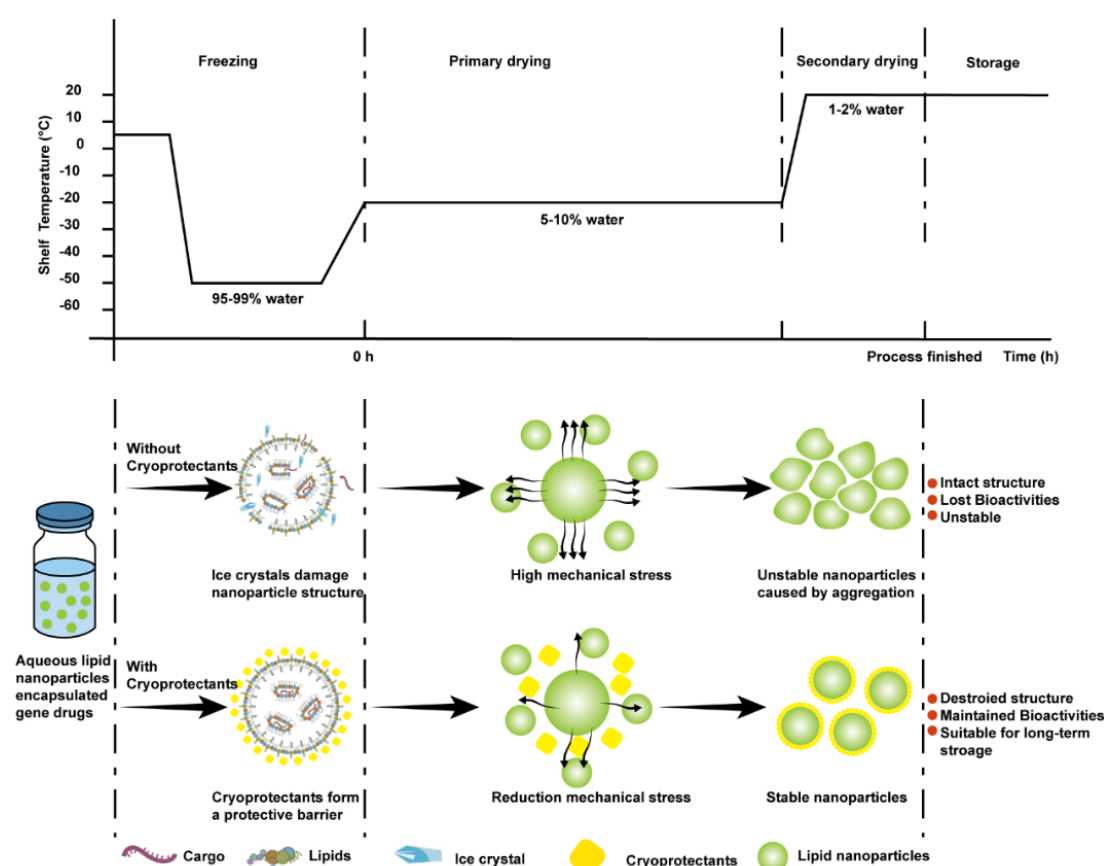 Freezing
Primary drying
Secondary drying
Storage
Shelf Temperature (°C)
20
10
0
-10
-20
-30
-40
-50
-60
95-99% water
5-10% water
1-2% water
0 h
Process finished
Time (h)
Without
Cryoprotectants
Ice crystals damage
nanoparticle structure
High mechanical stress
Unstable nanoparticles
caused by aggregation
Intact structure
Lost Bioactivities
Unstable
Aqueous lipid
nanoparticles
encapsulated
gene drugs
With
Cryoprotectants
Cryoprotectants form
a protective barrier
Reduction mechanical stress
Stable nanoparticles
Destroied structure
Maintained Bioactivities
Suitable for long-term
stroage
Cargo
Lipids
Ice crystal
Cryoprotectants
Lipid nanoparticles